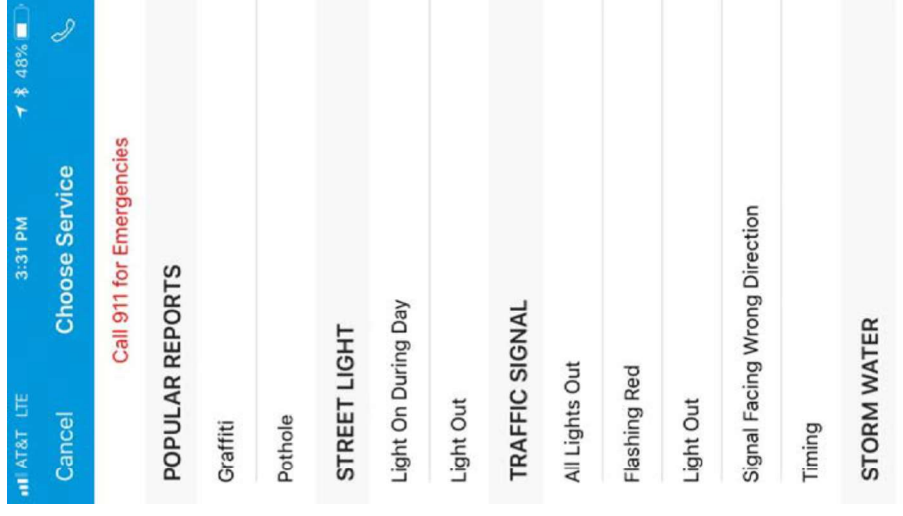 AT&T LTE 3:31 PM 48%
Cancel Choose Service
Call 911 for Emergencies
POPULAR REPORTS
Graffiti
Pothole
STREET LIGHT
Light On During Day
Light Out
TRAFFIC SIGNAL
All Lights Out
Flashing Red
Light Out
Signal Facing Wrong Direction
Timing
STORM WATER